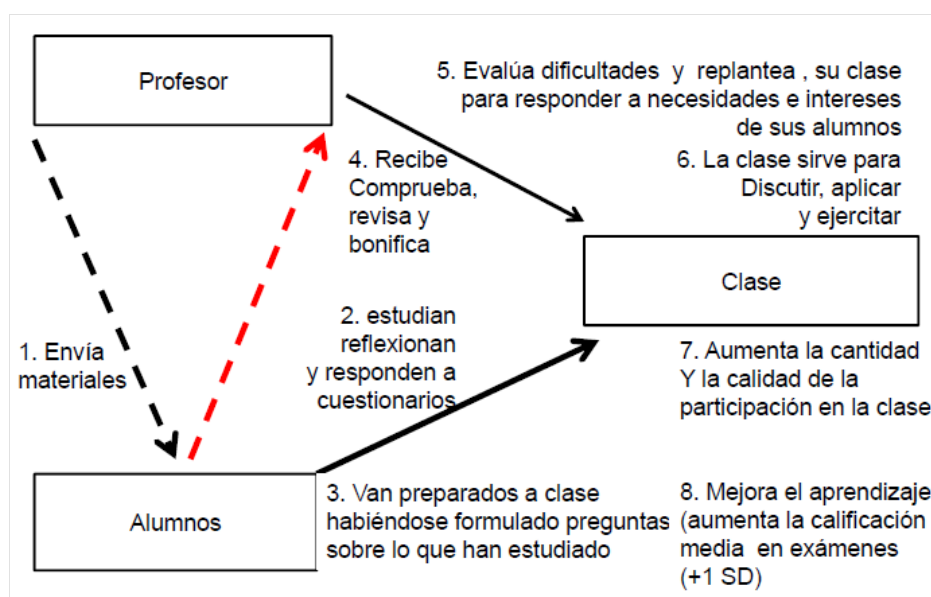 Profesor
5. Evalúa dificultades y replantea , su clase
para responder a necesidades e intereses
de sus alumnos
4. Recibe
Comprueba,
revisa y
bonifica
6. La clase sirve para
Discutir, aplicar
y ejercitar
Clase
1. Envía
materiales
2. estudian
reflexionan
y responden a
cuestionarios
7. Aumenta la cantidad
Y la calidad de la
participación en la clase
Alumnos
3. Van preparados a clase
habiéndose formulado preguntas
sobre lo que han estudiado
8. Mejora el aprendizaje
(aumenta la calificación
media en exámenes
(+1 SD)